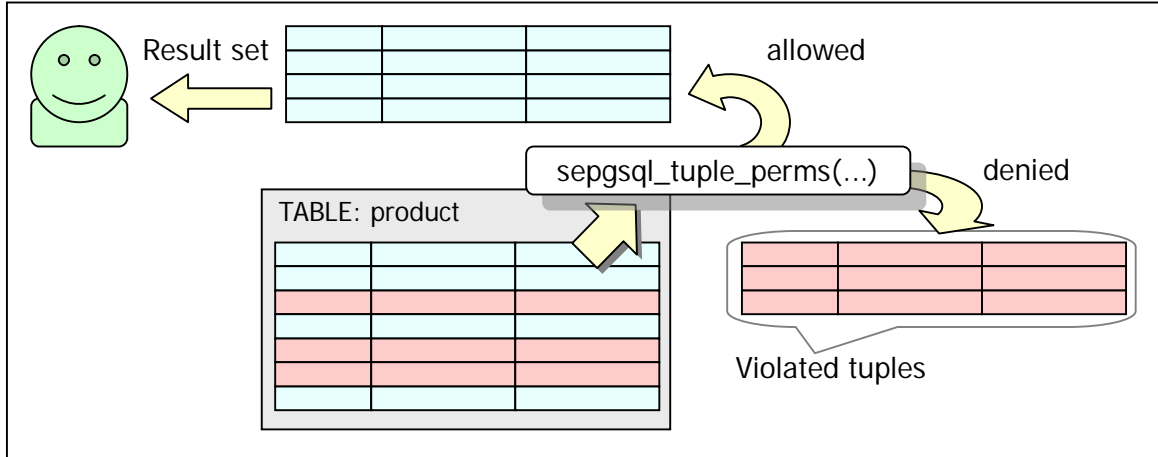 Result set
allowed
sepgsql_tuple_perms(...)
denied
TABLE: product
Violated tuples